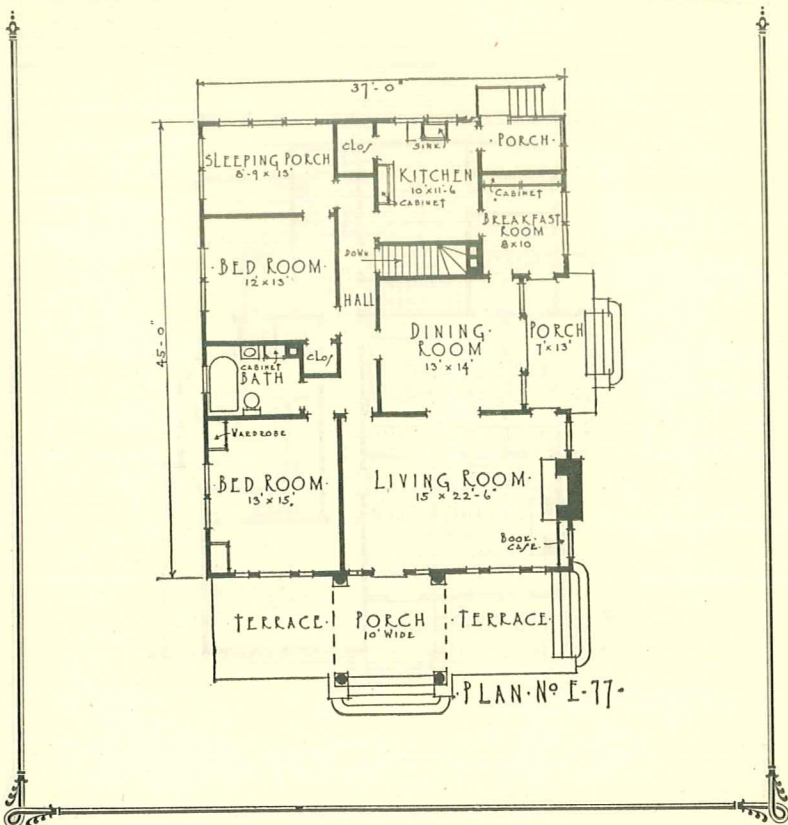 37'-0"
45'-0"
SLEEPING PORCH
8'-9 x 13'
CLOS
SINK
KITCHEN
10'x11'-6
CABINET
·PORCH·
CABINET
BREAKFAST
ROOM
8x10
·BED ROOM·
12' x 13'
DOWN
HALL
DINING·
ROOM
13' x 14'
PORCH
7' x 13'
CLOS
CABINET
BATH
WARDROBE
BED ROOM·
13' x 15'
LIVING ROOM·
15' x 22'-6"
BOOK-
CASE·
TERRACE·
PORCH
10' WIDE
·TERRACE·
·PLAN·Nº E-77·